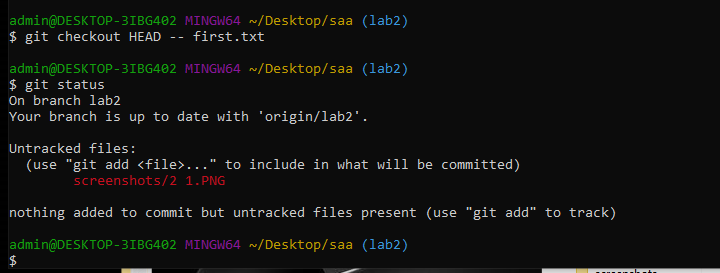 admin@DESKTOP-3IBG402 MINGW64 ~/Desktop/saa (lab2)
$ git checkout HEAD -- first.txt
admin@DESKTOP-3IBG402 MINGW64 ~/Desktop/saa (lab2)
$ git status
On branch lab2
Your branch is up to date with 'origin/lab2'.
Untracked files:
(use "git add <file>..." to include in what will be committed)
screenshots/2 1.PNG
nothing added to commit but untracked files present (use "git add" to track)
admin@DESKTOP-3IBG402 MINGW64 ~/Desktop/saa (lab2)
$